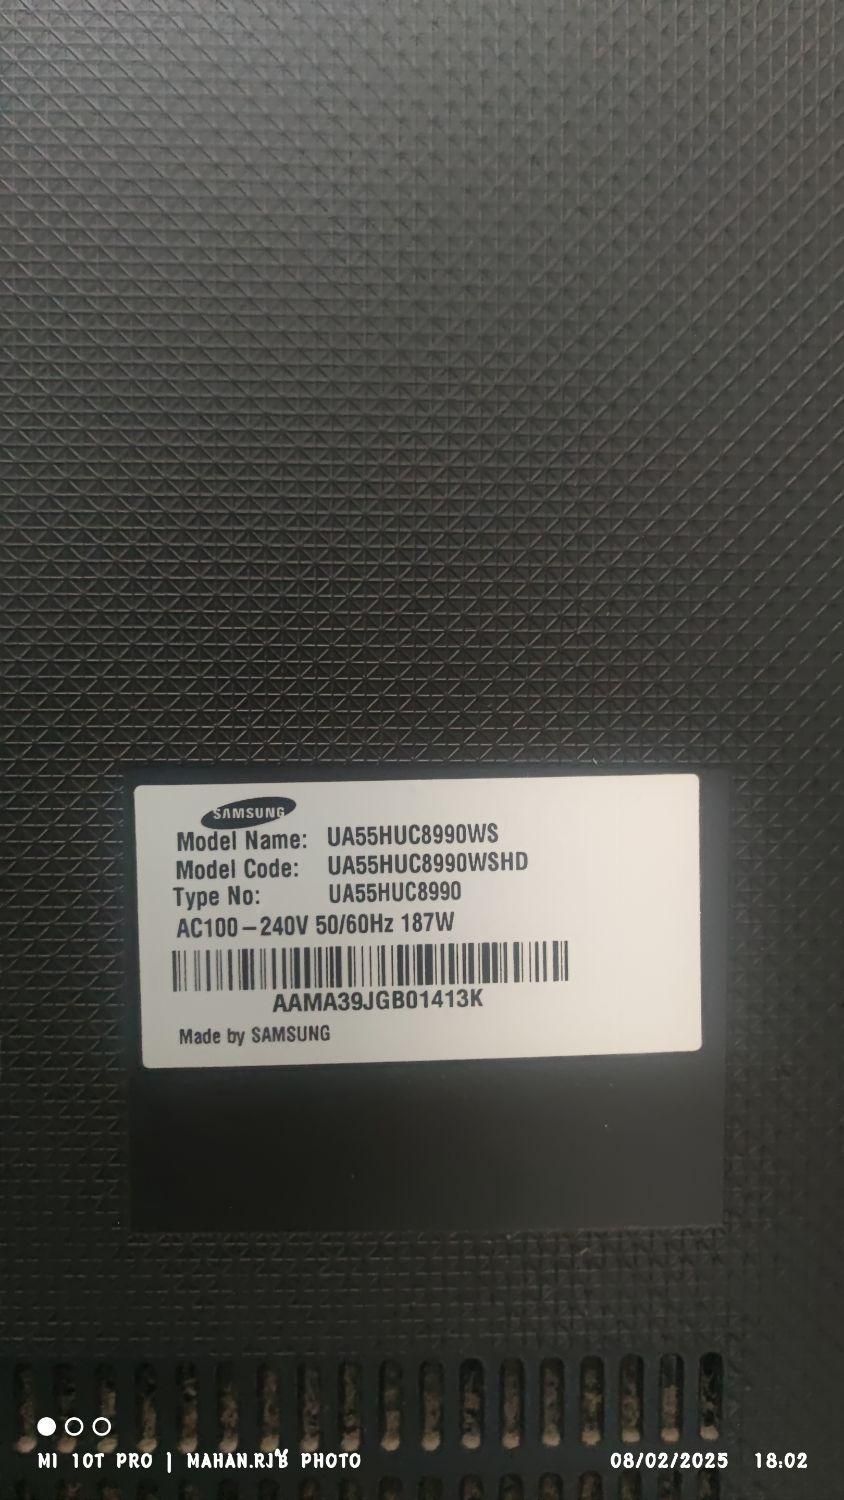 SAMSUNG
Model Name: UA55HUC8990WS
Model Code: UA55HUC8990WSHD
Type No: UA55HUC8990
AC100-240V 50/60Hz 187W
AAMA39JGB01413K
Made by SAMSUNG
MI 10T PRO | MAHAN.RJ PHOTO
08/02/2025 18:02